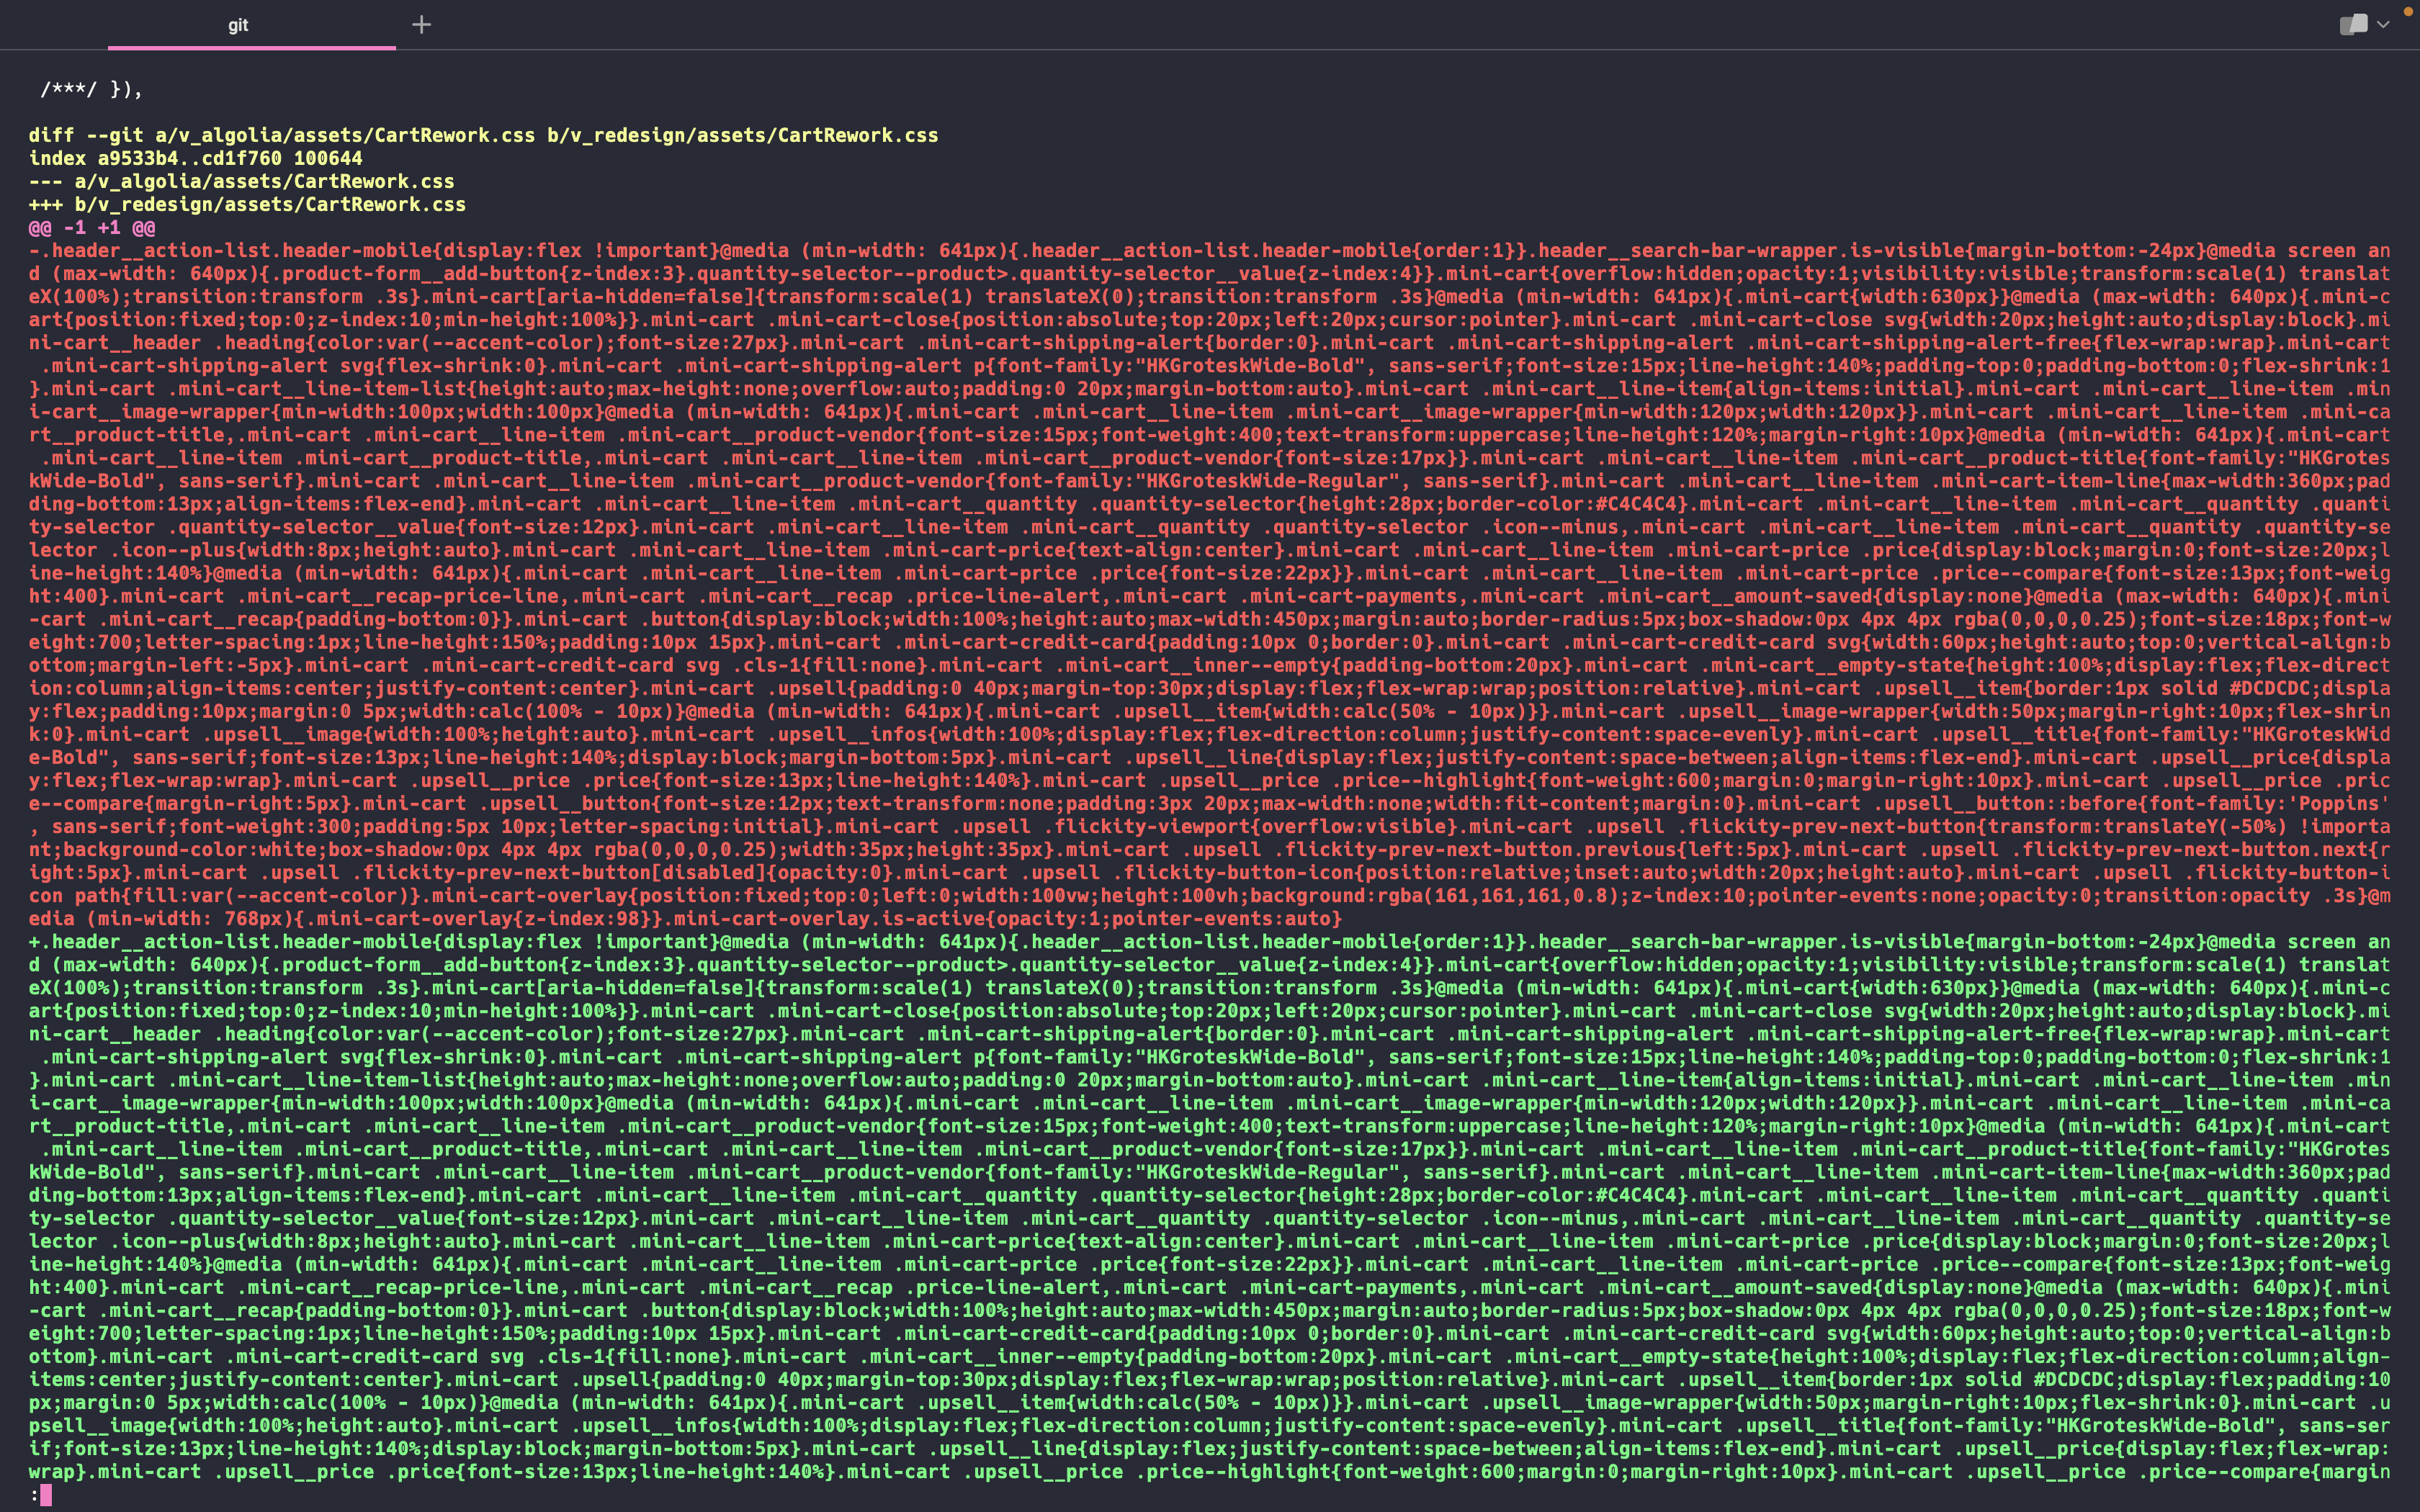 git
/***/ }),
diff --git a/v_algolia/assets/CartRework.css b/v_redesign/assets/CartRework.css
index a9533b4..cd1f760 100644
--- a/v_algolia/assets/CartRework.css
+++ b/v_redesign/assets/CartRework.css
@@ -1 +1 @@
-.header__action-list.header-mobile{display:flex !important}@media (min-width: 641px){.header__action-list.header-mobile{order:1}}.header__search-bar-wrapper.is-visible{margin-bottom:-24px}@media screen an
d (max-width: 640px){.product-form__add-button{z-index:3}.quantity-selector--product>.quantity-selector__value{z-index:4}}.mini-cart{overflow:hidden;opacity:1;visibility:visible;transform:scale(1) translat
eX(100%);transition:transform .3s}.mini-cart[aria-hidden=false]{transform:scale(1) translateX(0);transition:transform .3s}@media (min-width: 641px){.mini-cart{width:630px}}@media (max-width: 640px){.mini-c
art{position:fixed;top:0;z-index:10;min-height:100%}}.mini-cart .mini-cart-close{position:absolute;top:20px;left:20px;cursor:pointer}.mini-cart .mini-cart-close svg{width:20px;height:auto;display:block}.mi
ni-cart__header .heading{color:var(--accent-color);font-size:27px}.mini-cart .mini-cart-shipping-alert{border:0}.mini-cart .mini-cart-shipping-alert .mini-cart-shipping-alert-free{flex-wrap:wrap}.mini-cart
 .mini-cart-shipping-alert svg{flex-shrink:0}.mini-cart .mini-cart-shipping-alert p{font-family:"HKGroteskWide-Bold", sans-serif;font-size:15px;line-height:140%;padding-top:0;padding-bottom:0;flex-shrink:1
}.mini-cart .mini-cart__line-item-list{height:auto;max-height:none;overflow:auto;padding:0 20px;margin-bottom:auto}.mini-cart .mini-cart__line-item{align-items:initial}.mini-cart .mini-cart__line-item .min
i-cart__image-wrapper{min-width:100px;width:100px}@media (min-width: 641px){.mini-cart .mini-cart__line-item .mini-cart__image-wrapper{min-width:120px;width:120px}}.mini-cart .mini-cart__line-item .mini-ca
rt__product-title,.mini-cart .mini-cart__line-item .mini-cart__product-vendor{font-size:15px;font-weight:400;text-transform:uppercase;line-height:120%;margin-right:10px}@media (min-width: 641px){.mini-cart
 .mini-cart__line-item .mini-cart__product-title,.mini-cart .mini-cart__line-item .mini-cart__product-vendor{font-size:17px}}.mini-cart .mini-cart__line-item .mini-cart__product-title{font-family:"HKGrotes
kWide-Bold", sans-serif}.mini-cart .mini-cart__line-item .mini-cart__product-vendor{font-family:"HKGroteskWide-Regular", sans-serif}.mini-cart .mini-cart__line-item .mini-cart-item-line{max-width:360px;pad
ding-bottom:13px;align-items:flex-end}.mini-cart .mini-cart__line-item .mini-cart__quantity .quantity-selector{height:28px;border-color:#C4C4C4}.mini-cart .mini-cart__line-item .mini-cart__quantity .quanti
ty-selector .quantity-selector__value{font-size:12px}.mini-cart .mini-cart__line-item .mini-cart__quantity .quantity-selector .icon--minus,.mini-cart .mini-cart__line-item .mini-cart__quantity .quantity-se
lector .icon--plus{width:8px;height:auto}.mini-cart .mini-cart__line-item .mini-cart-price{text-align:center}.mini-cart .mini-cart__line-item .mini-cart-price .price{display:block;margin:0;font-size:20px;l
ine-height:140%}@media (min-width: 641px){.mini-cart .mini-cart__line-item .mini-cart-price .price{font-size:22px}}.mini-cart .mini-cart__line-item .mini-cart-price .price--compare{font-size:13px;font-weig
ht:400}.mini-cart .mini-cart__recap-price-line,.mini-cart .mini-cart__recap .price-line-alert,.mini-cart .mini-cart-payments,.mini-cart .mini-cart__amount-saved{display:none}@media (max-width: 640px){.mini
-cart .mini-cart__recap{padding-bottom:0}}.mini-cart .button{display:block;width:100%;height:auto;max-width:450px;margin:auto;border-radius:5px;box-shadow:0px 4px 4px rgba(0,0,0,0.25);font-size:18px;font-w
eight:700;letter-spacing:1px;line-height:150%;padding:10px 15px}.mini-cart .mini-cart-credit-card{padding:10px 0;border:0}.mini-cart .mini-cart-credit-card svg{width:60px;height:auto;top:0;vertical-align:b
ottom;margin-left:-5px}.mini-cart .mini-cart-credit-card svg .cls-1{fill:none}.mini-cart .mini-cart__inner--empty{padding-bottom:20px}.mini-cart .mini-cart__empty-state{height:100%;display:flex;flex-direct
ion:column;align-items:center;justify-content:center}.mini-cart .upsell{padding:0 40px;margin-top:30px;display:flex;flex-wrap:wrap;position:relative}.mini-cart .upsell__item{border:1px solid #DCDCDC;displa
y:flex;padding:10px;margin:0 5px;width:calc(100% - 10px)}@media (min-width: 641px){.mini-cart .upsell__item{width:calc(50% - 10px)}}.mini-cart .upsell__image-wrapper{width:50px;margin-right:10px;flex-shrin
k:0}.mini-cart .upsell__image{width:100%;height:auto}.mini-cart .upsell__infos{width:100%;display:flex;flex-direction:column;justify-content:space-evenly}.mini-cart .upsell__title{font-family:"HKGroteskWid
e-Bold", sans-serif;font-size:13px;line-height:140%;display:block;margin-bottom:5px}.mini-cart .upsell__line{display:flex;justify-content:space-between;align-items:flex-end}.mini-cart .upsell__price{displa
y:flex;flex-wrap:wrap}.mini-cart .upsell__price .price{font-size:13px;line-height:140%}.mini-cart .upsell__price .price--highlight{font-weight:600;margin:0;margin-right:10px}.mini-cart .upsell__price .pric
e--compare{margin-right:5px}.mini-cart .upsell__button{font-size:12px;text-transform:none;padding:3px 20px;max-width:none;width:fit-content;margin:0}.mini-cart .upsell__button::before{font-family:'Poppins'
, sans-serif;font-weight:300;padding:5px 10px;letter-spacing:initial}.mini-cart .upsell .flickity-viewport{overflow:visible}.mini-cart .upsell .flickity-prev-next-button{transform:translateY(-50%) !importa
nt;background-color:white;box-shadow:0px 4px 4px rgba(0,0,0,0.25);width:35px;height:35px}.mini-cart .upsell .flickity-prev-next-button.previous{left:5px}.mini-cart .upsell .flickity-prev-next-button.next{r
ight:5px}.mini-cart .upsell .flickity-prev-next-button[disabled]{opacity:0}.mini-cart .upsell .flickity-button-icon{position:relative;inset:auto;width:20px;height:auto}.mini-cart .upsell .flickity-button-i
con path{fill:var(--accent-color)}.mini-cart-overlay{position:fixed;top:0;left:0;width:100vw;height:100vh;background:rgba(161,161,161,0.8);z-index:10;pointer-events:none;opacity:0;transition:opacity .3s}@m
edia (min-width: 768px){.mini-cart-overlay{z-index:98}}.mini-cart-overlay.is-active{opacity:1;pointer-events:auto}
+.header__action-list.header-mobile{display:flex !important}@media (min-width: 641px){.header__action-list.header-mobile{order:1}}.header__search-bar-wrapper.is-visible{margin-bottom:-24px}@media screen an
d (max-width: 640px){.product-form__add-button{z-index:3}.quantity-selector--product>.quantity-selector__value{z-index:4}}.mini-cart{overflow:hidden;opacity:1;visibility:visible;transform:scale(1) translat
eX(100%);transition:transform .3s}.mini-cart[aria-hidden=false]{transform:scale(1) translateX(0);transition:transform .3s}@media (min-width: 641px){.mini-cart{width:630px}}@media (max-width: 640px){.mini-c
art{position:fixed;top:0;z-index:10;min-height:100%}}.mini-cart .mini-cart-close{position:absolute;top:20px;left:20px;cursor:pointer}.mini-cart .mini-cart-close svg{width:20px;height:auto;display:block}.mi
ni-cart__header .heading{color:var(--accent-color);font-size:27px}.mini-cart .mini-cart-shipping-alert{border:0}.mini-cart .mini-cart-shipping-alert .mini-cart-shipping-alert-free{flex-wrap:wrap}.mini-cart
 .mini-cart-shipping-alert svg{flex-shrink:0}.mini-cart .mini-cart-shipping-alert p{font-family:"HKGroteskWide-Bold", sans-serif;font-size:15px;line-height:140%;padding-top:0;padding-bottom:0;flex-shrink:1
}.mini-cart .mini-cart__line-item-list{height:auto;max-height:none;overflow:auto;padding:0 20px;margin-bottom:auto}.mini-cart .mini-cart__line-item{align-items:initial}.mini-cart .mini-cart__line-item .min
i-cart__image-wrapper{min-width:100px;width:100px}@media (min-width: 641px){.mini-cart .mini-cart__line-item .mini-cart__image-wrapper{min-width:120px;width:120px}}.mini-cart .mini-cart__line-item .mini-ca
rt__product-title,.mini-cart .mini-cart__line-item .mini-cart__product-vendor{font-size:15px;font-weight:400;text-transform:uppercase;line-height:120%;margin-right:10px}@media (min-width: 641px){.mini-cart
 .mini-cart__line-item .mini-cart__product-title,.mini-cart .mini-cart__line-item .mini-cart__product-vendor{font-size:17px}}.mini-cart .mini-cart__line-item .mini-cart__product-title{font-family:"HKGrotes
kWide-Bold", sans-serif}.mini-cart .mini-cart__line-item .mini-cart__product-vendor{font-family:"HKGroteskWide-Regular", sans-serif}.mini-cart .mini-cart__line-item .mini-cart-item-line{max-width:360px;pad
ding-bottom:13px;align-items:flex-end}.mini-cart .mini-cart__line-item .mini-cart__quantity .quantity-selector{height:28px;border-color:#C4C4C4}.mini-cart .mini-cart__line-item .mini-cart__quantity .quanti
ty-selector .quantity-selector__value{font-size:12px}.mini-cart .mini-cart__line-item .mini-cart__quantity .quantity-selector .icon--minus,.mini-cart .mini-cart__line-item .mini-cart__quantity .quantity-se
lector .icon--plus{width:8px;height:auto}.mini-cart .mini-cart__line-item .mini-cart-price{text-align:center}.mini-cart .mini-cart__line-item .mini-cart-price .price{display:block;margin:0;font-size:20px;l
ine-height:140%}@media (min-width: 641px){.mini-cart .mini-cart__line-item .mini-cart-price .price{font-size:22px}}.mini-cart .mini-cart__line-item .mini-cart-price .price--compare{font-size:13px;font-weig
ht:400}.mini-cart .mini-cart__recap-price-line,.mini-cart .mini-cart__recap .price-line-alert,.mini-cart .mini-cart-payments,.mini-cart .mini-cart__amount-saved{display:none}@media (max-width: 640px){.mini
-cart .mini-cart__recap{padding-bottom:0}}.mini-cart .button{display:block;width:100%;height:auto;max-width:450px;margin:auto;border-radius:5px;box-shadow:0px 4px 4px rgba(0,0,0,0.25);font-size:18px;font-w
eight:700;letter-spacing:1px;line-height:150%;padding:10px 15px}.mini-cart .mini-cart-credit-card{padding:10px 0;border:0}.mini-cart .mini-cart-credit-card svg{width:60px;height:auto;top:0;vertical-align:b
ottom}.mini-cart .mini-cart-credit-card svg .cls-1{fill:none}.mini-cart .mini-cart__inner--empty{padding-bottom:20px}.mini-cart .mini-cart__empty-state{height:100%;display:flex;flex-direction:column;align-
items:center;justify-content:center}.mini-cart .upsell{padding:0 40px;margin-top:30px;display:flex;flex-wrap:wrap;position:relative}.mini-cart .upsell__item{border:1px solid #DCDCDC;display:flex;padding:10
px;margin:0 5px;width:calc(100% - 10px)}@media (min-width: 641px){.mini-cart .upsell__item{width:calc(50% - 10px)}}.mini-cart .upsell__image-wrapper{width:50px;margin-right:10px;flex-shrink:0}.mini-cart .u
psell__image{width:100%;height:auto}.mini-cart .upsell__infos{width:100%;display:flex;flex-direction:column;justify-content:space-evenly}.mini-cart .upsell__title{font-family:"HKGroteskWide-Bold", sans-ser
if;font-size:13px;line-height:140%;display:block;margin-bottom:5px}.mini-cart .upsell__line{display:flex;justify-content:space-between;align-items:flex-end}.mini-cart .upsell__price{display:flex;flex-wrap:
wrap}.mini-cart .upsell__price .price{font-size:13px;line-height:140%}.mini-cart .upsell__price .price--highlight{font-weight:600;margin:0;margin-right:10px}.mini-cart .upsell__price .price--compare{margin
: